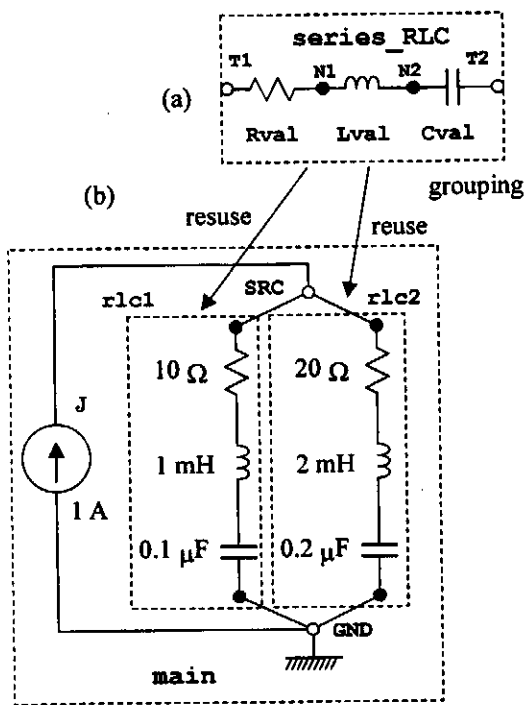 series_RLC
T1 N1 N2 T2
(a)
Rval Lval Cval
grouping
(b)
resuse reuse
rlc1 SRC rlc2
10 Ω 20 Ω
J
1 mH 2 mH
1 A
0.1 μF 0.2 μF
GND
main